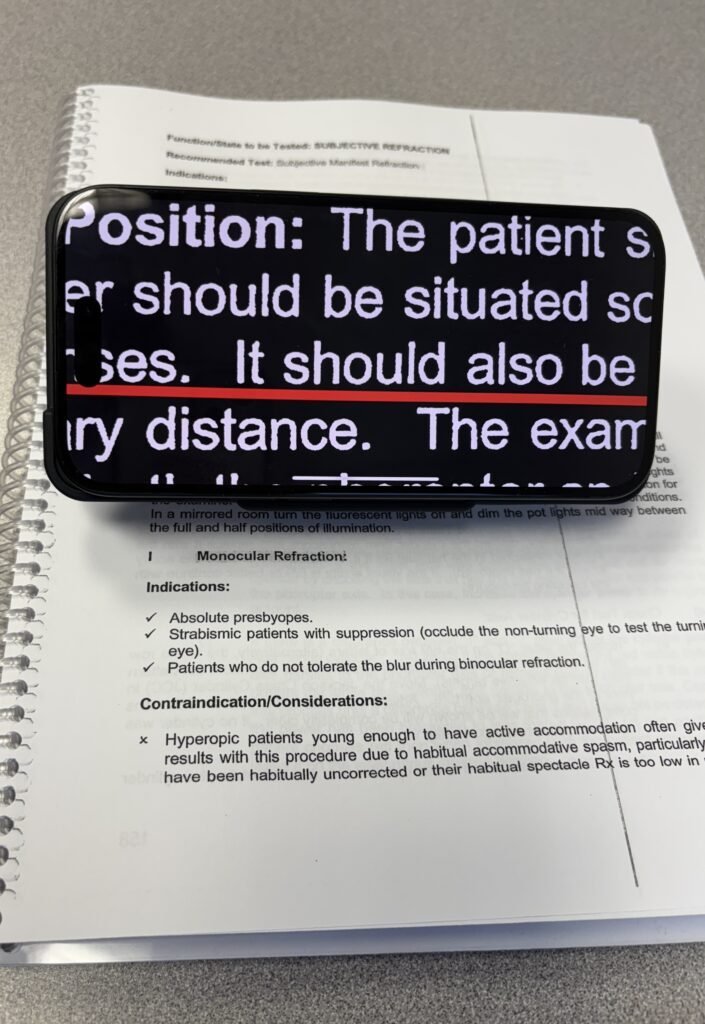 Function/State to be Tested: SUBJECTIVE REFRACTION
Recommended Test: Subjective Manifest Refraction
Indications:
Position: The patient s
er should be situated so
ses. It should also be
ry distance. The exam
be
ghts
on for
nditions.
In a mirrored room turn the fluorescent lights off and dim the pot lights mid way between
the full and half positions of illumination.
I Monocular Refraction:
Indications:
✓ Absolute presbyopes.
✓ Strabismic patients with suppression (occlude the non-turning eye to test the turni
eye).
✓ Patients who do not tolerate the blur during binocular refraction.
Contraindication/Considerations:
× Hyperopic patients young enough to have active accommodation often give
results with this procedure due to habitual accommodative spasm, particularly
have been habitually uncorrected or their habitual spectacle Rx is too low in